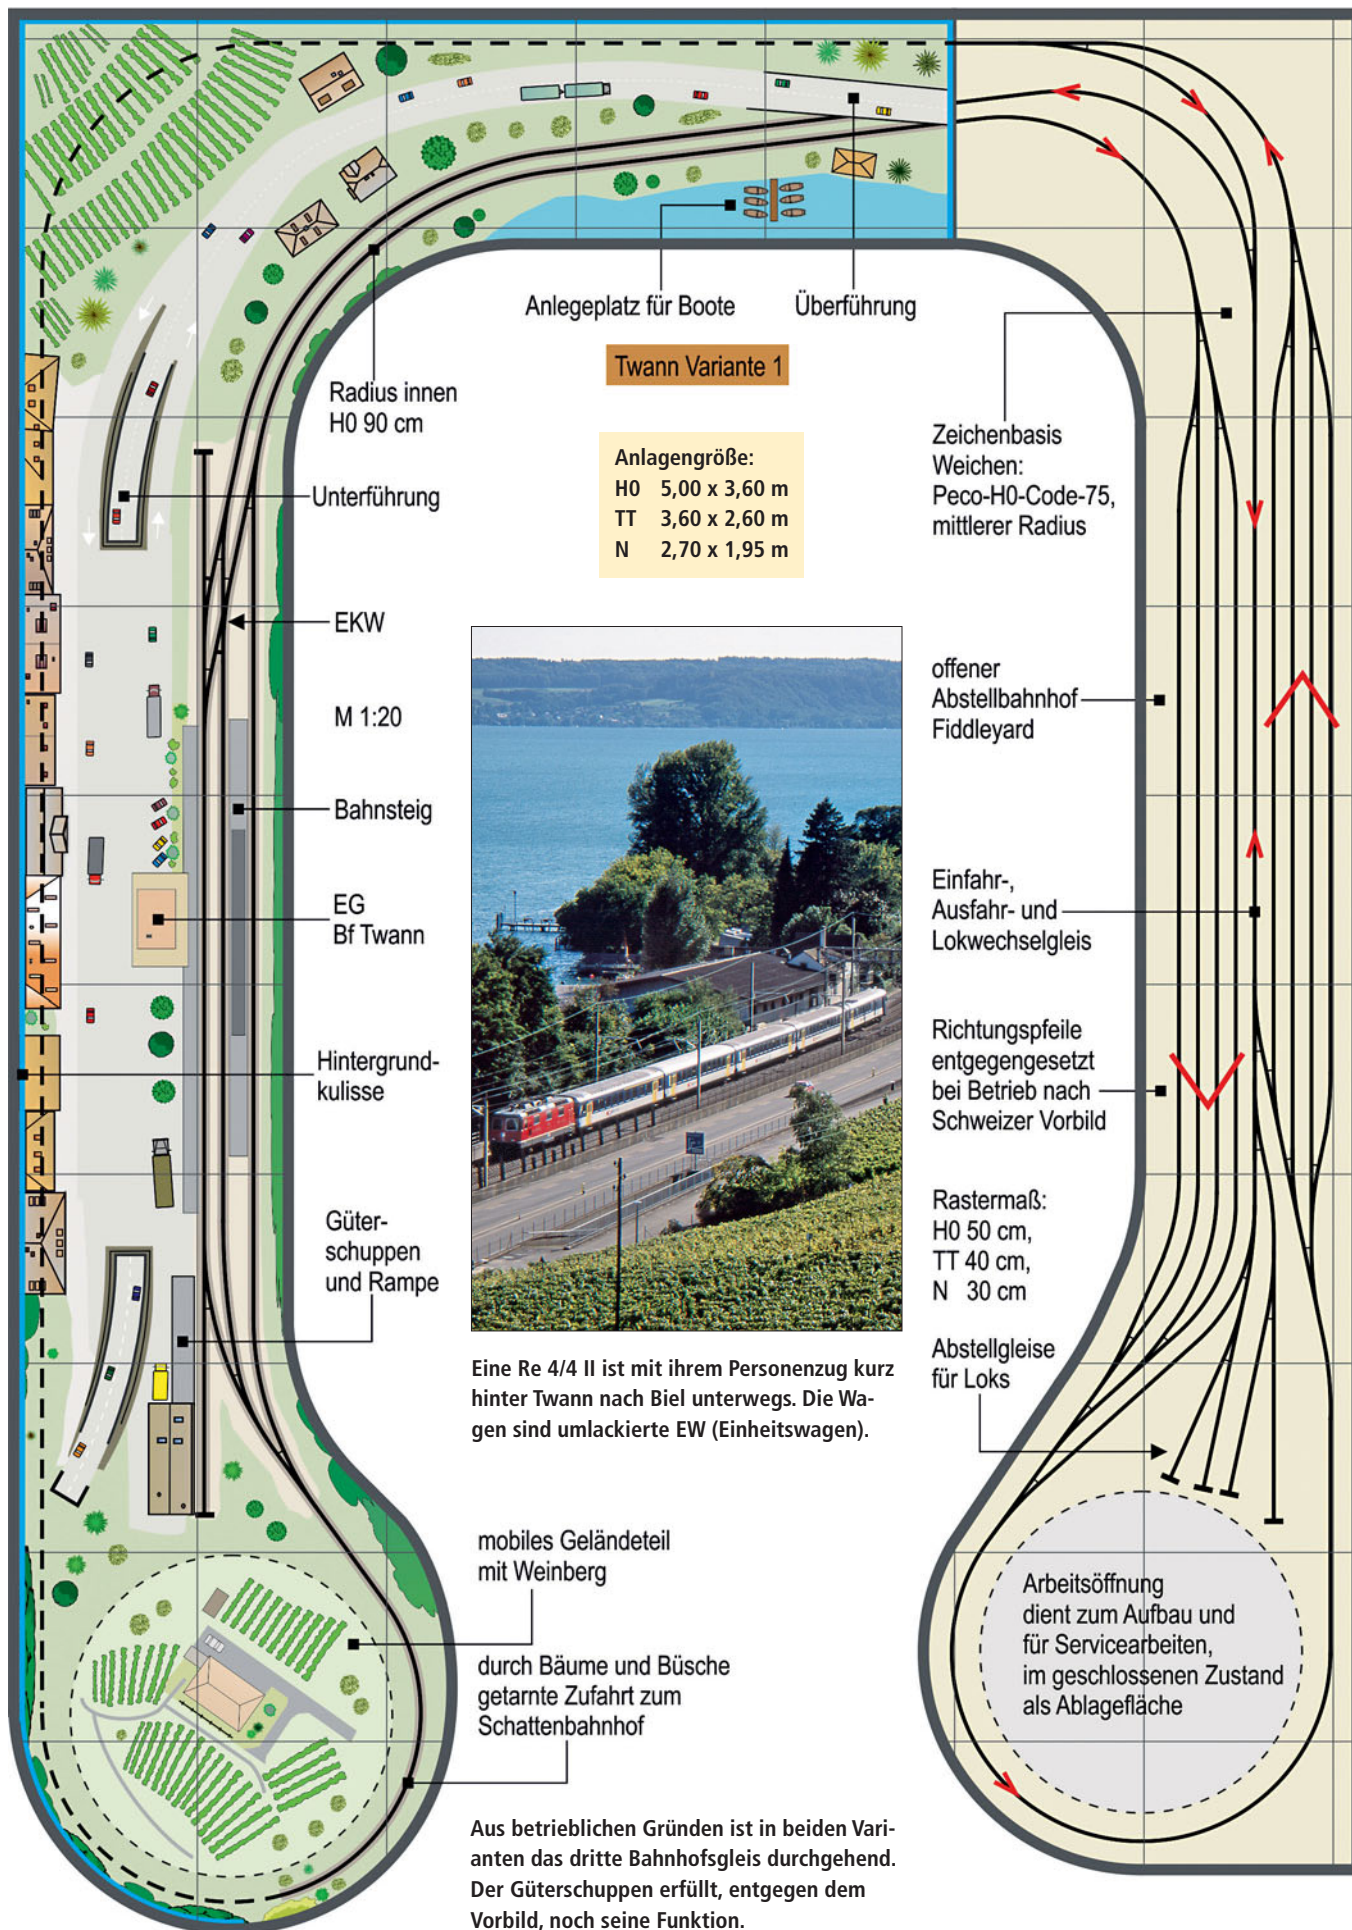 Anlegeplatz für Boote
Überführung
Twann Variante 1
Radius innen
H0 90 cm
Anlagengröße:
H0 5,00 x 3,60 m
TT 3,60 x 2,60 m
N 2,70 x 1,95 m
Zeichenbasis
Weichen:
Peco-H0-Code-75,
mittlerer Radius
Unterführung
EKW
M 1:20
offener
Abstellbahnhof
Fiddleyard
Bahnsteig
EG
Bf Twann
Einfahr-,
Ausfahr- und
Lokwechselgleis
Hintergrund-
kulisse
Richtungspfeile
entgegengesetzt
bei Betrieb nach
Schweizer Vorbild
Güter-
schuppen
und Rampe
Rastermaß:
H0 50 cm,
TT 40 cm,
N 30 cm
Abstellgleise
für Loks
Eine Re 4/4 II ist mit ihrem Personenzug kurz
hinter Twann nach Biel unterwegs. Die Wa-
gen sind umlackierte EW (Einheitswagen).
mobiles Geländeteil
mit Weinberg
durch Bäume und Büsche
getarnte Zufahrt zum
Schattenbahnhof
Arbeitsöffnung
dient zum Aufbau und
für Servicearbeiten,
im geschlossenen Zustand
als Ablagefläche
Aus betrieblichen Gründen ist in beiden Vari-
anten das dritte Bahnhofsgleis durchgehend.
Der Güterschuppen erfüllt, entgegen dem
Vorbild, noch seine Funktion.